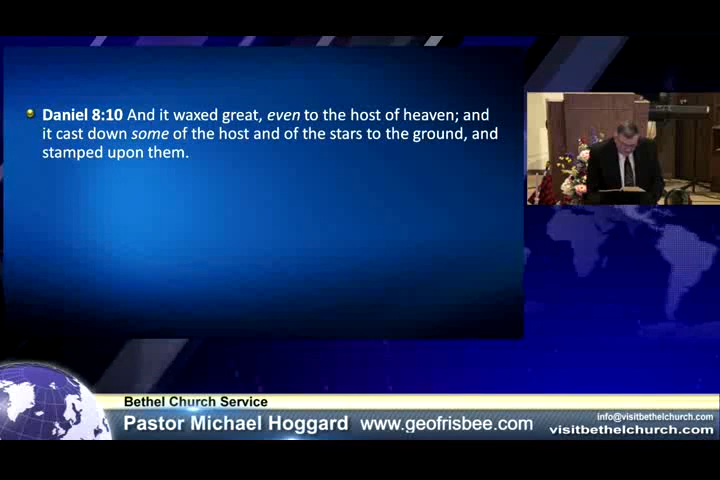 Daniel 8:10 And it waxed great, even to the host of heaven; and
it cast down some of the host and of the stars to the ground, and
stamped upon them.
Bethel Church Service
Pastor Michael Hoggard www.geofrisbee.com
info@visitbethelchurch.com
visitbethelchurch.com